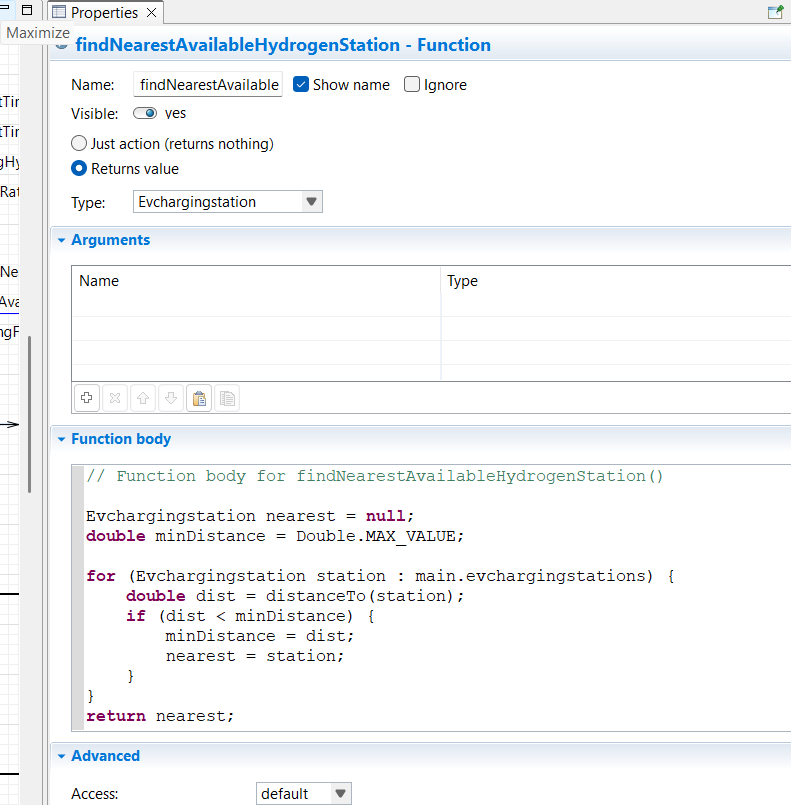 Properties
Maximize
findNearestAvailableHydrogenStation - Function
Name: findNearestAvailable Show name Ignore
Visible: yes
Just action (returns nothing)
Returns value
Type: Evchargingstation
Arguments
Name Type
Function body
// Function body for findNearestAvailableHydrogenStation()
Evchargingstation nearest = null;
double minDistance = Double.MAX_VALUE;
for (Evchargingstation station : main.evchargingstations) {
    double dist = distanceTo(station);
    if (dist < minDistance) {
        minDistance = dist;
        nearest = station;
    }
}
return nearest;
Advanced
Access: default